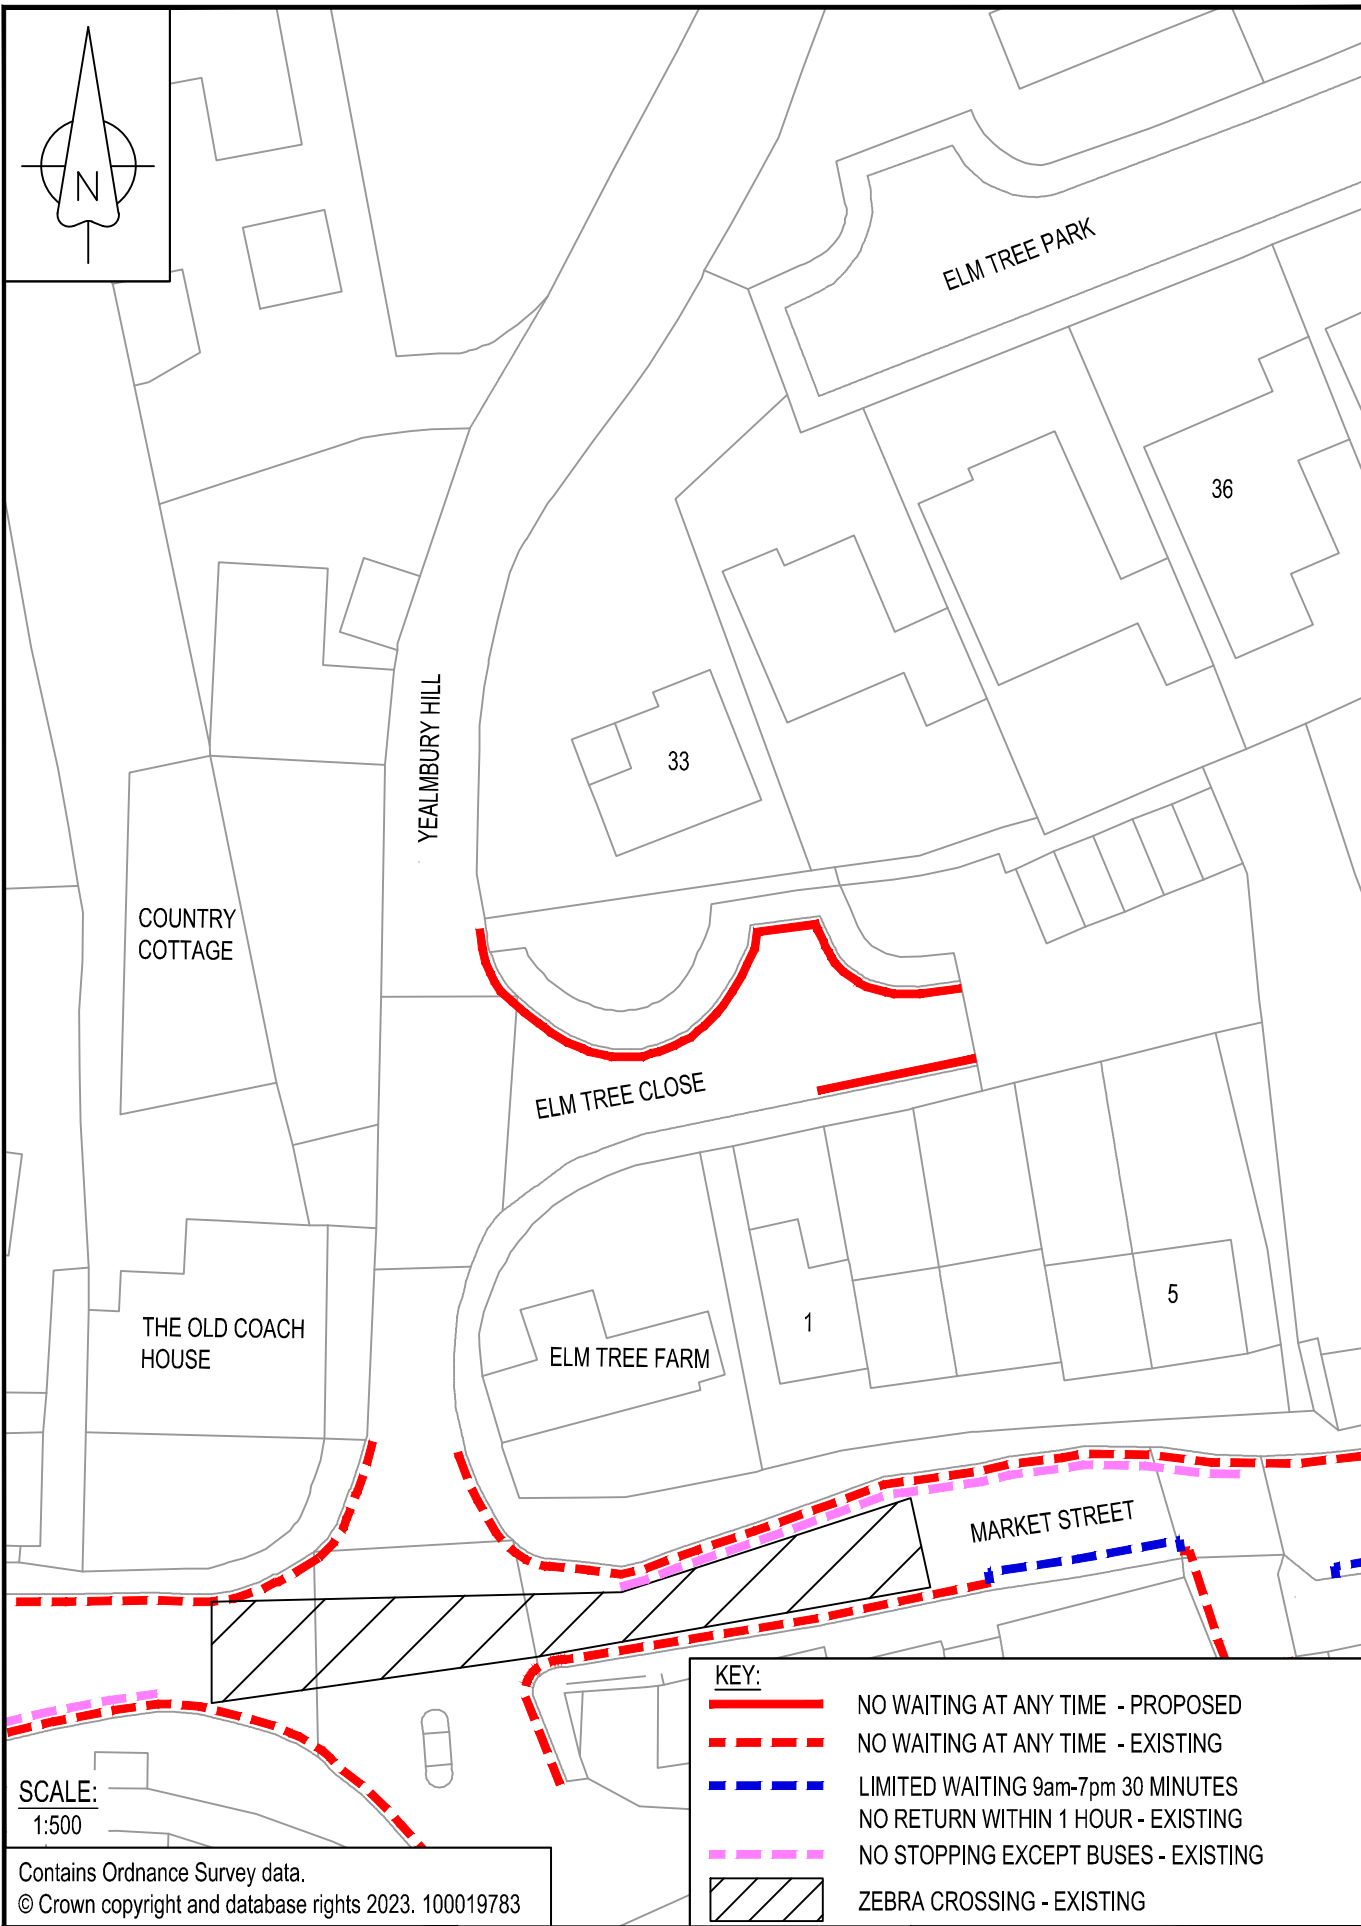 N
ELM TREE PARK
36
33
YEALMBURY HILL
COUNTRY
COTTAGE
ELM TREE CLOSE
THE OLD COACH
HOUSE
ELM TREE FARM
1
5
MARKET STREET
KEY:
NO WAITING AT ANY TIME - PROPOSED
NO WAITING AT ANY TIME - EXISTING
LIMITED WAITING 9am-7pm 30 MINUTES
NO RETURN WITHIN 1 HOUR - EXISTING
NO STOPPING EXCEPT BUSES - EXISTING
ZEBRA CROSSING - EXISTING
SCALE:
1:500
Contains Ordnance Survey data.
© Crown copyright and database rights 2023. 100019783